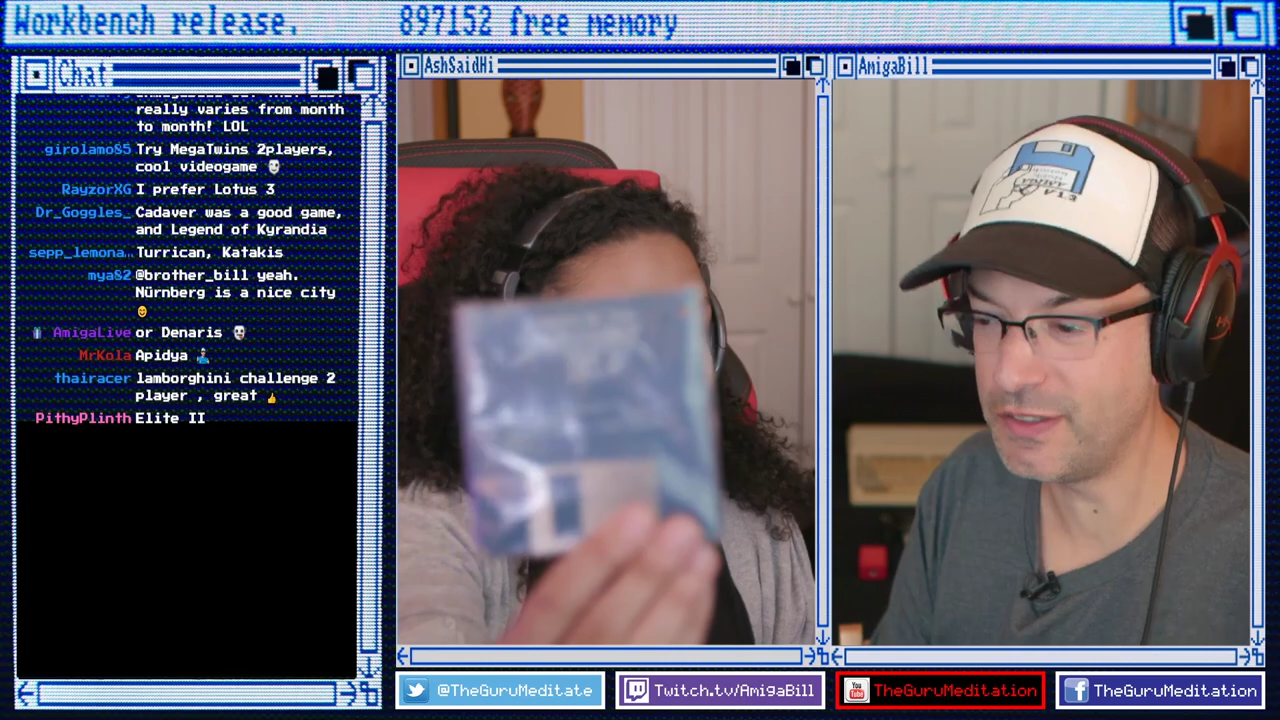 Workbench release. 897152 free memory
Chat
really varies from month
to month! LOL
girolamo85 Try MegaTwins 2players,
cool videogame
RayzorXG I prefer Lotus 3
Dr_Goggles_ Cadaver was a good game,
and Legend of Kyrandia
sepp_lemona… Turrican, Katakis
mya82 @brother_bill yeah.
Nürnberg is a nice city
AmigaLive or Denaris
MrKola Apidya
thairacer lamborghini challenge 2
player , great
PithyPlinth Elite II
AshSaidHi
AmigaBill
@TheGuruMeditate
Twitch.tv/AmigaBill
You
Tube
TheGuruMeditation
f TheGuruMeditation